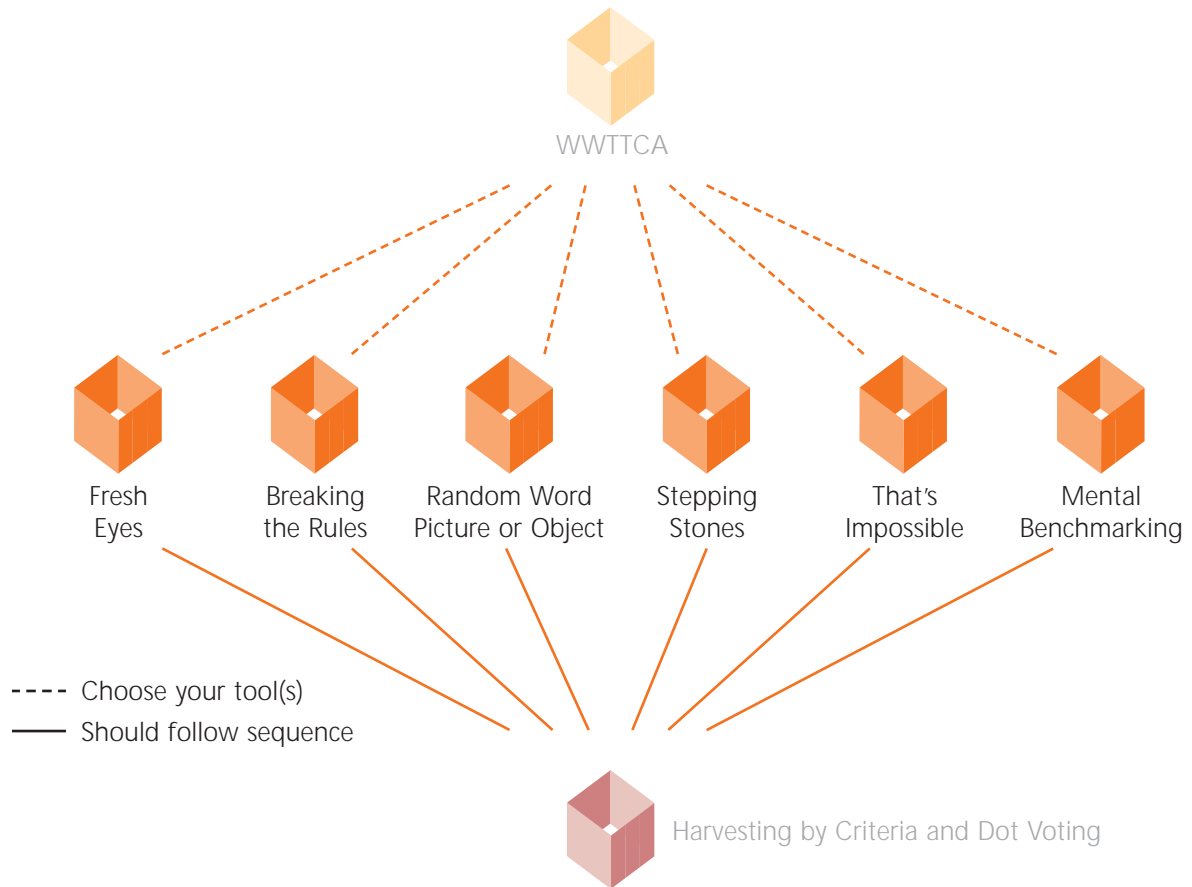 WWTTCA
Fresh
Eyes
Breaking
the Rules
Random Word
Picture or Object
Stepping
Stones
That's
Impossible
Mental
Benchmarking
Choose your tool(s)
Should follow sequence
Harvesting by Criteria and Dot Voting